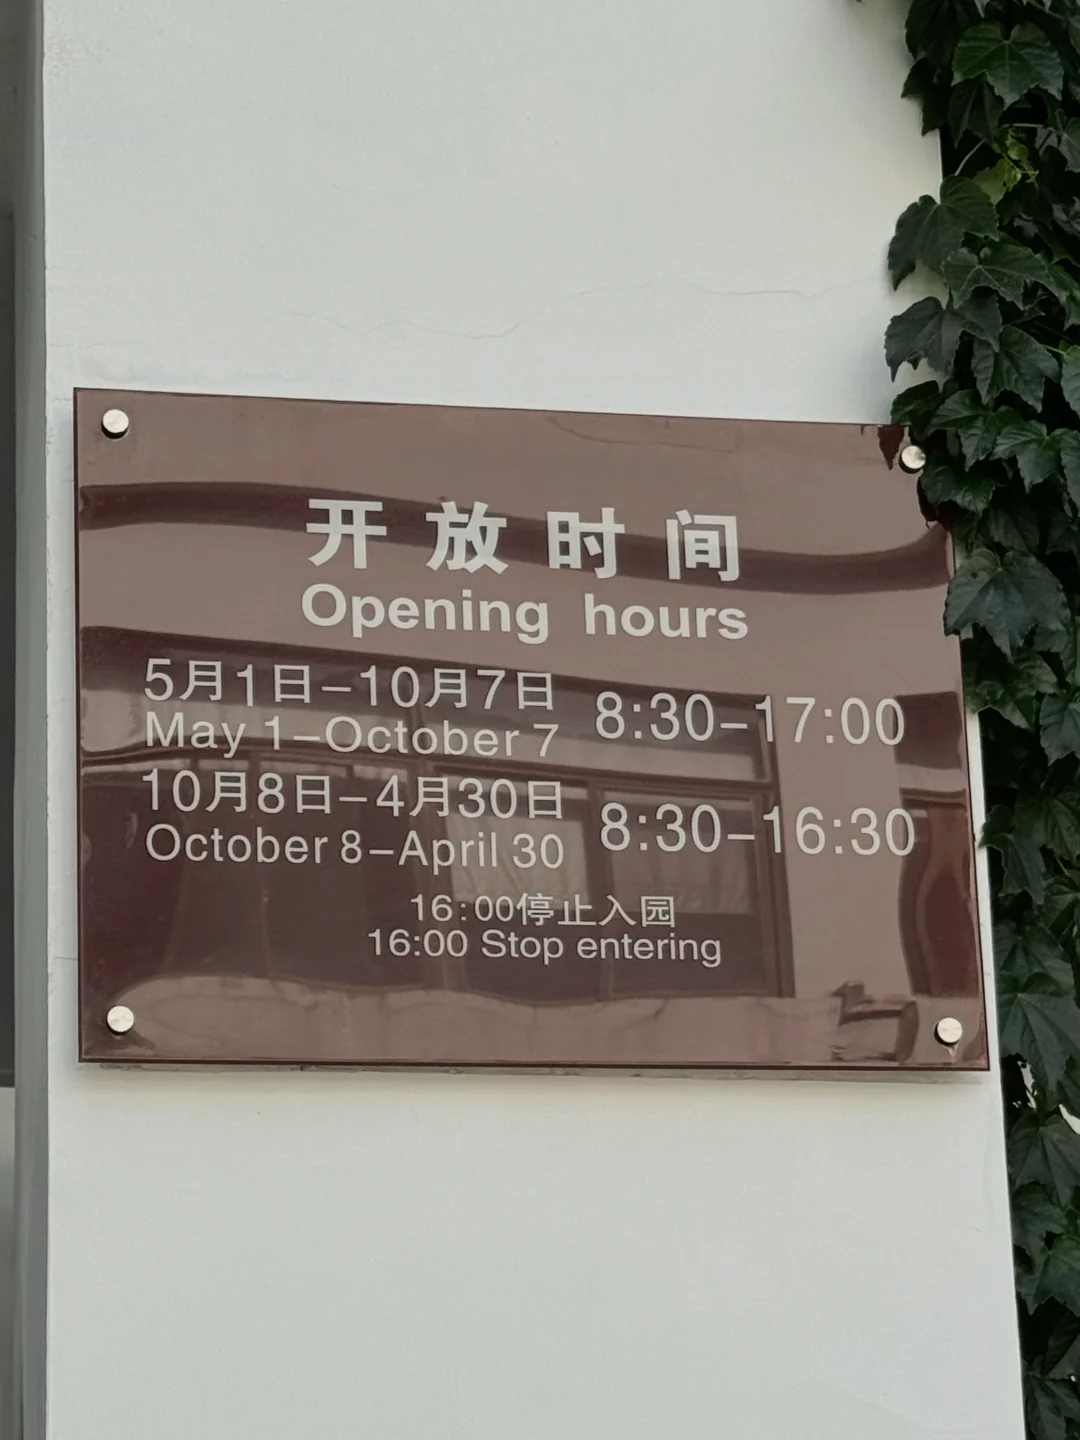 开放时间
Opening hours
5月1日-10月7日 8:30-17:00
May 1-October 7
10月8日-4月30日 8:30-16:30
October 8-April 30
16:00停止入园
16:00 Stop entering